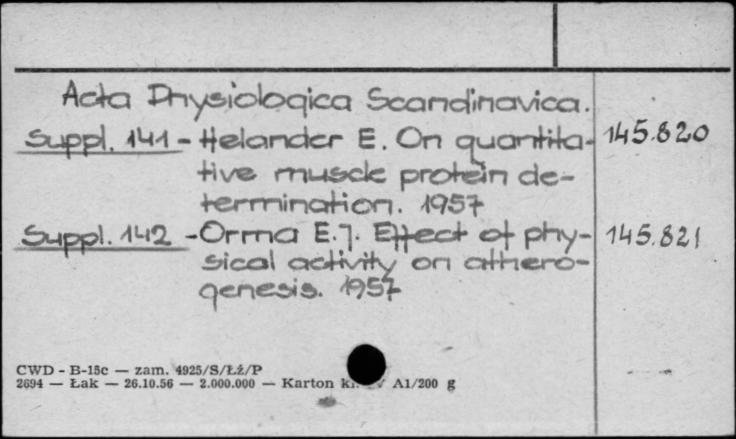 Acta Physiologica Scandinavica.
Suppl. 141 - Helander E. On quantita- 145.820
tive muscle protein de-
termination. 1957
Suppl. 142 - Orma E.J. Effect of phy- 145.821
sical activity on athero-
genesis. 1957
CWD - B-15c — zam. 4925/S/Łź/P
2694 — Łak — 26.10.56 — 2.000.000 — Karton kl. V A1/200 g